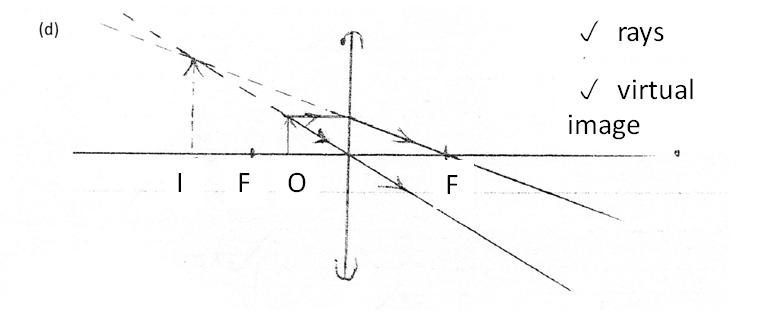 (d)
✓ rays
✓ virtual
image
I F O F